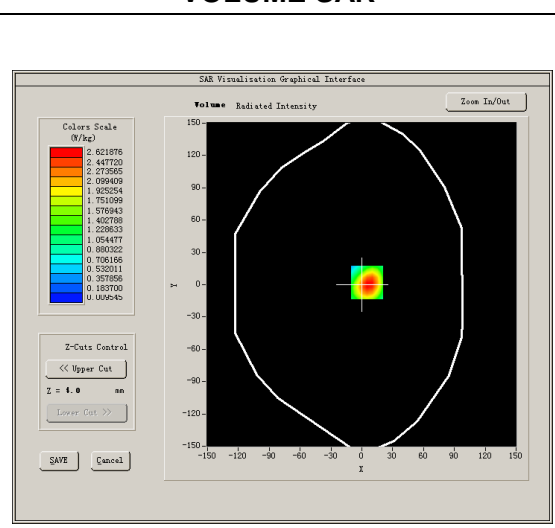 SAR Visualisation Graphical Interface
Volume Radiated Intensity
Zoom In/Out
Colors Scale
(W/kg)
2.621876
2.447720
2.273565
2.099409
1.925254
1.751099
1.576943
1.402788
1.228633
1.054477
0.880322
0.706166
0.532011
0.357856
0.183700
0.009545
Z-Cuts Control
<< Upper Cut
Z = 4.0 mm
Lower Cut >>
SAVE
Cancel
150
120
90
60
30
0
-30
-60
-90
-120
-150
Y
-150 -120 -90 -60 -30 0 30 60 90 120 150
X